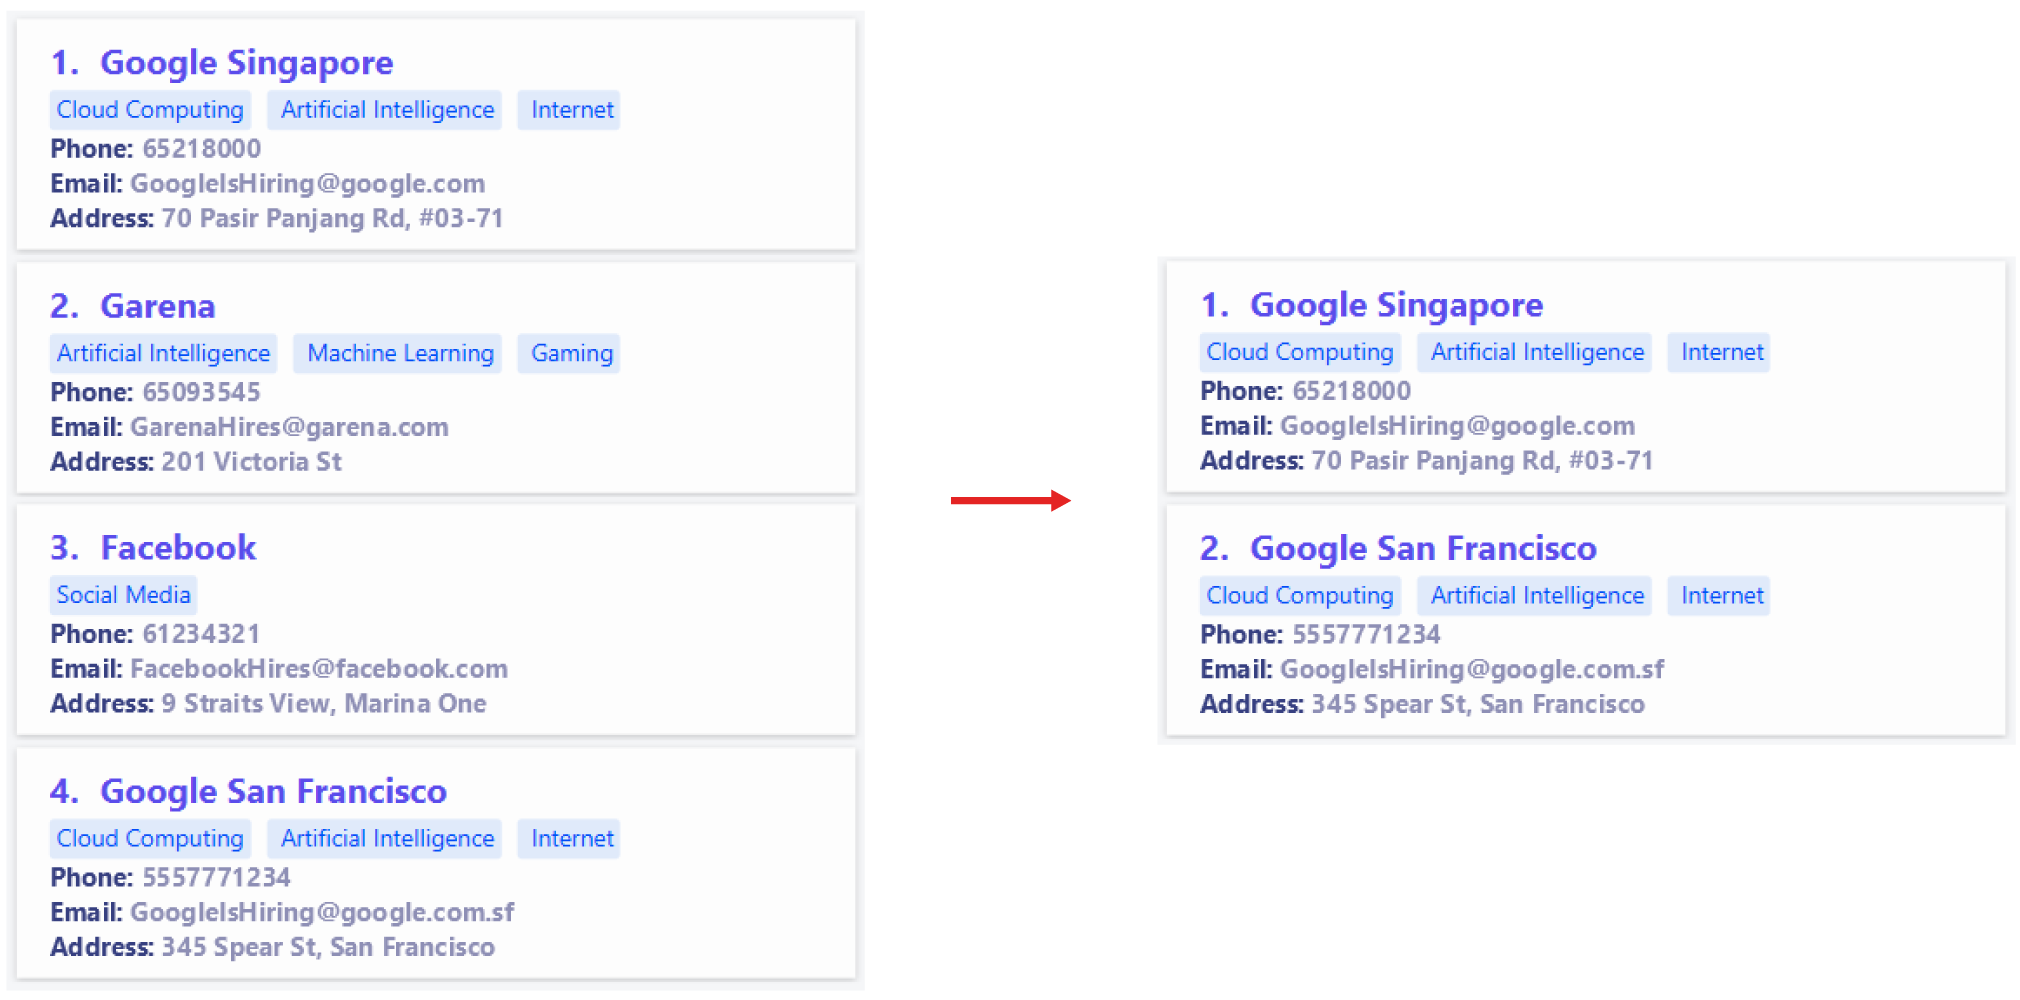 1. Google Singapore
Cloud Computing Artificial Intelligence Internet
Phone: 65218000
Email: GoogleIsHiring@google.com
Address: 70 Pasir Panjang Rd, #03-71
2. Garena
Artificial Intelligence Machine Learning Gaming
Phone: 65093545
Email: GarenaHires@garena.com
Address: 201 Victoria St
3. Facebook
Social Media
Phone: 61234321
Email: FacebookHires@facebook.com
Address: 9 Straits View, Marina One
4. Google San Francisco
Cloud Computing Artificial Intelligence Internet
Phone: 5557771234
Email: GoogleIsHiring@google.com.sf
Address: 345 Spear St, San Francisco
1. Google Singapore
Cloud Computing Artificial Intelligence Internet
Phone: 65218000
Email: GoogleIsHiring@google.com
Address: 70 Pasir Panjang Rd, #03-71
2. Google San Francisco
Cloud Computing Artificial Intelligence Internet
Phone: 5557771234
Email: GoogleIsHiring@google.com.sf
Address: 345 Spear St, San Francisco